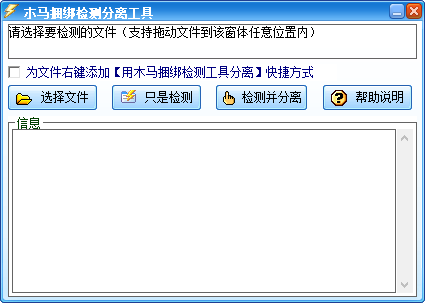 木马捆绑检测分离工具
请选择要检测的文件（支持拖动文件到该窗体任意位置内）
为文件右键添加【用木马捆绑检测工具分离】快捷方式
选择文件 只是检测 检测并分离 帮助说明
信息